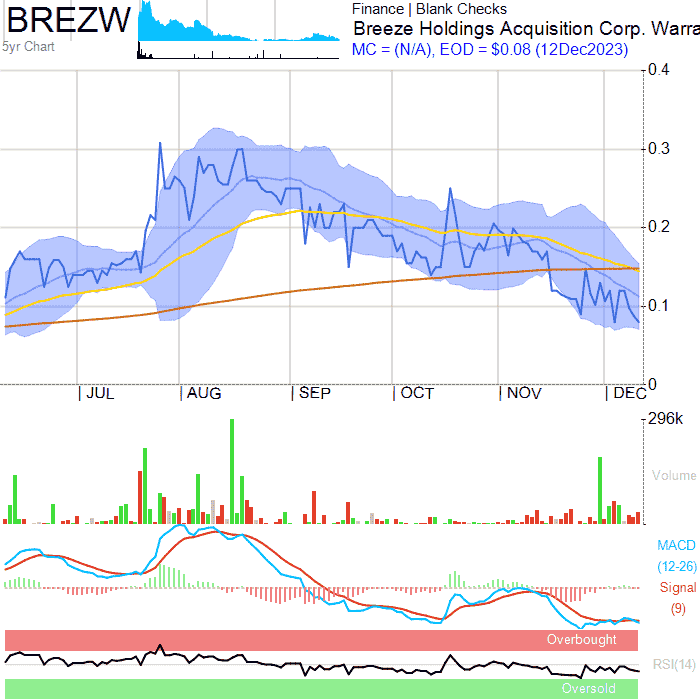 BREZW
5yr Chart
Finance | Blank Checks
Breeze Holdings Acquisition Corp. Warra
MC = (N/A), EOD = $0.08 (12Dec2023)
0.4
0.3
0.2
0.1
0
| JUL | AUG | SEP | OCT | NOV | DEC
296k
Volume
MACD
(12-26)
Signal
(9)
Overbought
RSI(14)
Oversold